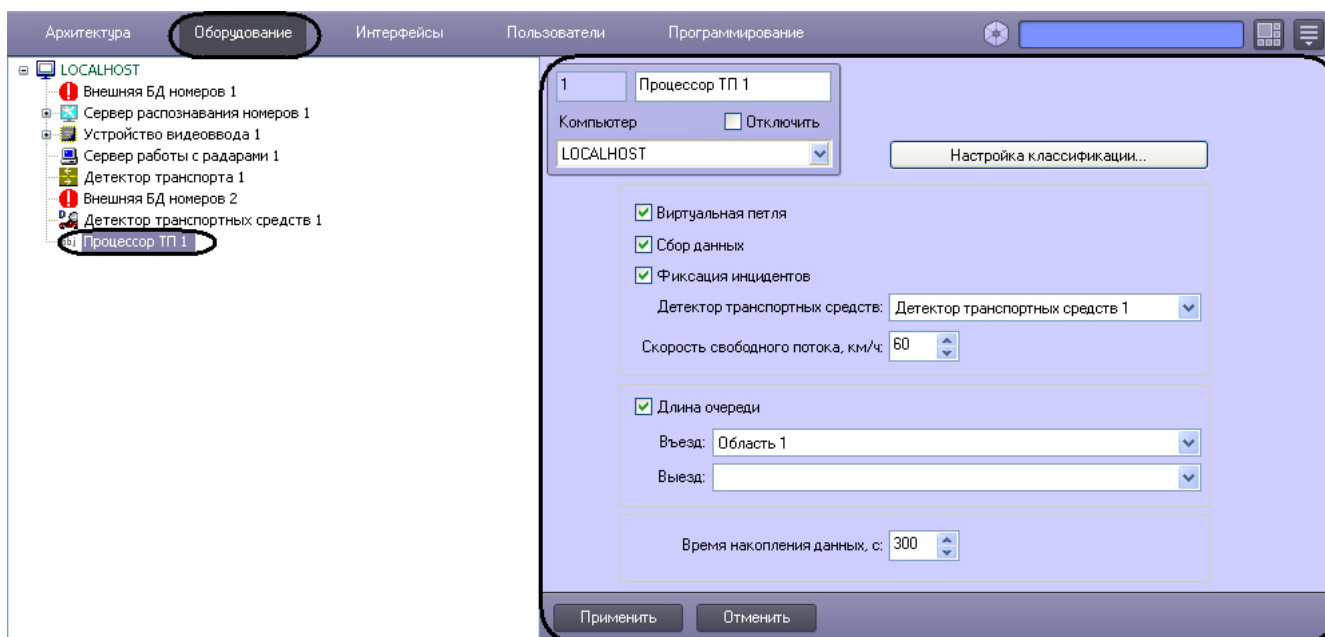 Архитектура Оборудование Интерфейсы Пользователи Программирование
LOCALHOST
Внешняя БД номеров 1
Сервер распознавания номеров 1
Устройство видеоввода 1
Сервер работы с радарами 1
Детектор транспорта 1
Внешняя БД номеров 2
Детектор транспортных средств 1
Процессор ТП 1
1 Процессор ТП 1
Компьютер Отключить
LOCALHOST
Настройка классификации...
Виртуальная петля
Сбор данных
Фиксация инцидентов
Детектор транспортных средств: Детектор транспортных средств 1
Скорость свободного потока, км/ч: 60
Длина очереди
Въезд: Область 1
Выезд:
Время накопления данных, с: 300
Применить Отменить